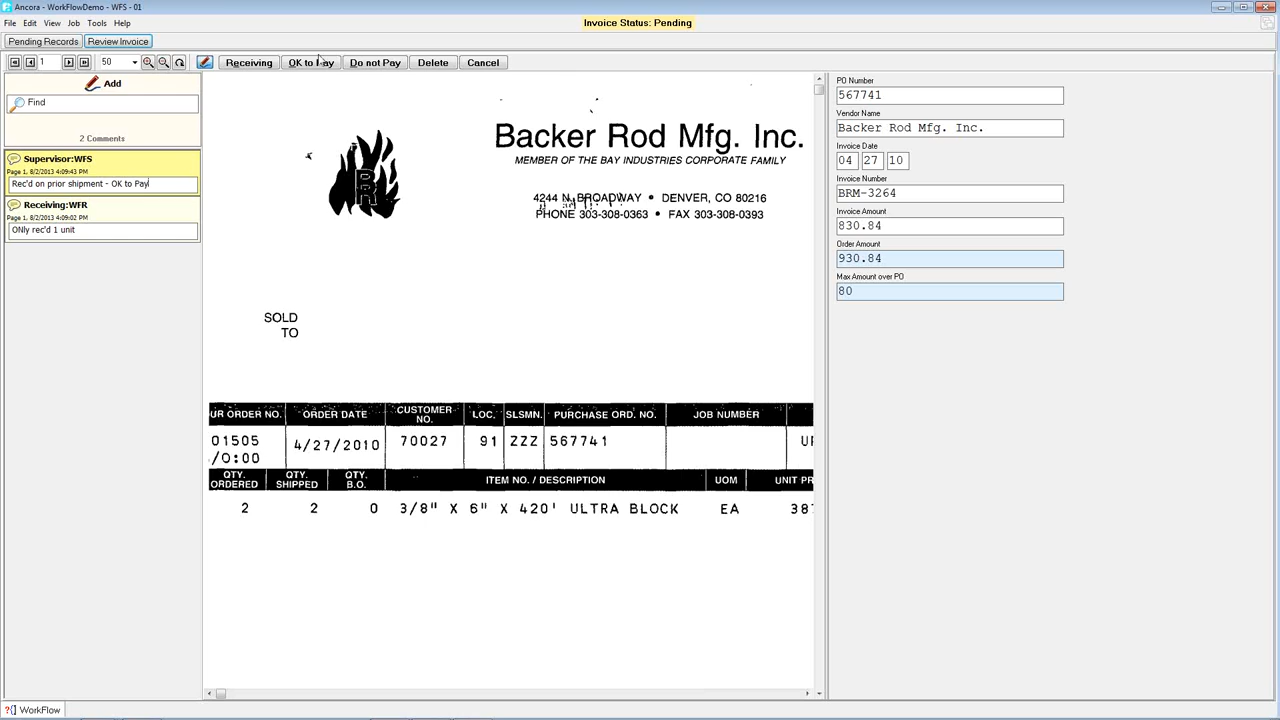 Ancora - WorkFlowDemo - WFS - 01
File Edit View Job Tools Help
Invoice Status: Pending
Pending Records Review Invoice
1 50 Receiving OK to Pay Do not Pay Delete Cancel
Add
Find
2 Comments
Supervisor:WFS
Page 1, 8/2/2013 4:09:43 PM
Rec'd on prior shipment - OK to Pay
Receiving:WFR
Page 1, 8/2/2013 4:09:02 PM
ONly rec'd 1 unit
Backer Rod Mfg. Inc.
MEMBER OF THE BAY INDUSTRIES CORPORATE FAMILY
4244 N. BROADWAY • DENVER, CO 80216
PHONE 303-308-0363 • FAX 303-308-0393
SOLD
TO
UR ORDER NO. ORDER DATE CUSTOMER NO. LOC. SLSMN. PURCHASE ORD. NO. JOB NUMBER
01505 4/27/2010 70027 91 ZZZ 567741 UP
/O:00
QTY. ORDERED QTY. SHIPPED QTY. B.O. ITEM NO. / DESCRIPTION UOM UNIT PR
2 2 0 3/8" X 6" X 420' ULTRA BLOCK EA 387
PO Number
567741
Vendor Name
Backer Rod Mfg. Inc.
Invoice Date
04 27 10
Invoice Number
BRM-3264
Invoice Amount
830.84
Order Amount
930.84
Max Amount over PO
80
WorkFlow